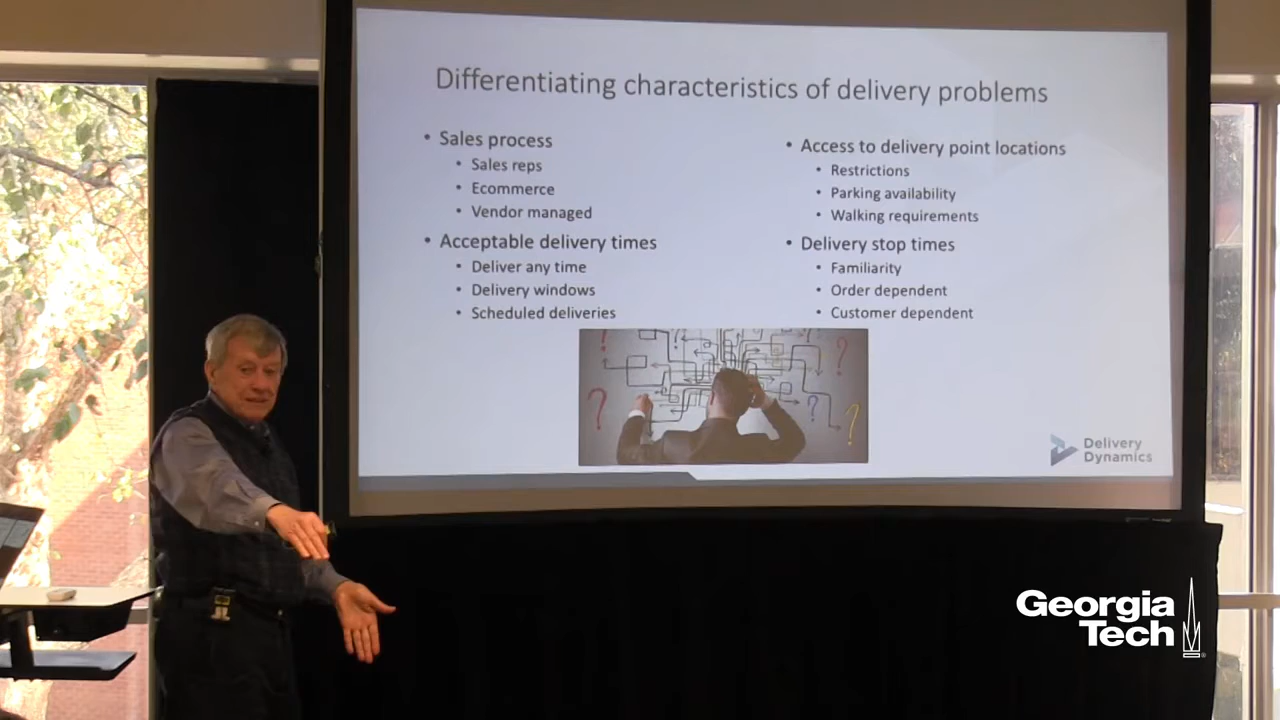 Differentiating characteristics of delivery problems
• Sales process
• Sales reps
• Ecommerce
• Vendor managed
• Acceptable delivery times
• Deliver any time
• Delivery windows
• Scheduled deliveries
• Access to delivery point locations
• Restrictions
• Parking availability
• Walking requirements
• Delivery stop times
• Familiarity
• Order dependent
• Customer dependent
? ? ? ? ? ?
Delivery
Dynamics
Georgia
Tech